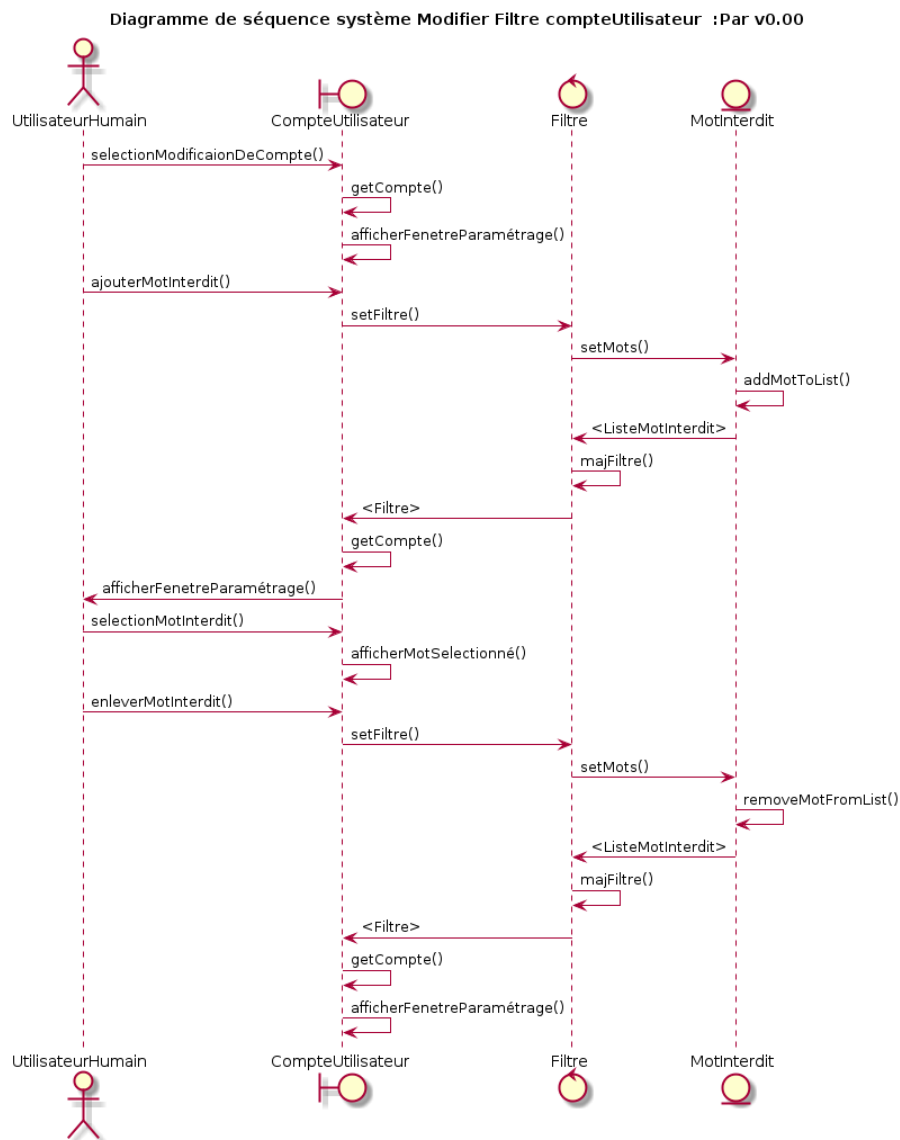 Diagramme de séquence système Modifier Filtre compteUtilisateur  :Par v0.00
UtilisateurHumain
CompteUtilisateur
Filtre
MotInterdit
selectionModificaionDeCompte()
getCompte()
afficherFenetreParamétrage()
ajouterMotInterdit()
setFiltre()
setMots()
addMotToList()
<ListeMotInterdit>
majFiltre()
<Filtre>
getCompte()
afficherFenetreParamétrage()
selectionMotInterdit()
afficherMotSelectionné()
enleverMotInterdit()
setFiltre()
setMots()
removeMotFromList()
<ListeMotInterdit>
majFiltre()
<Filtre>
getCompte()
afficherFenetreParamétrage()
UtilisateurHumain
CompteUtilisateur
Filtre
MotInterdit